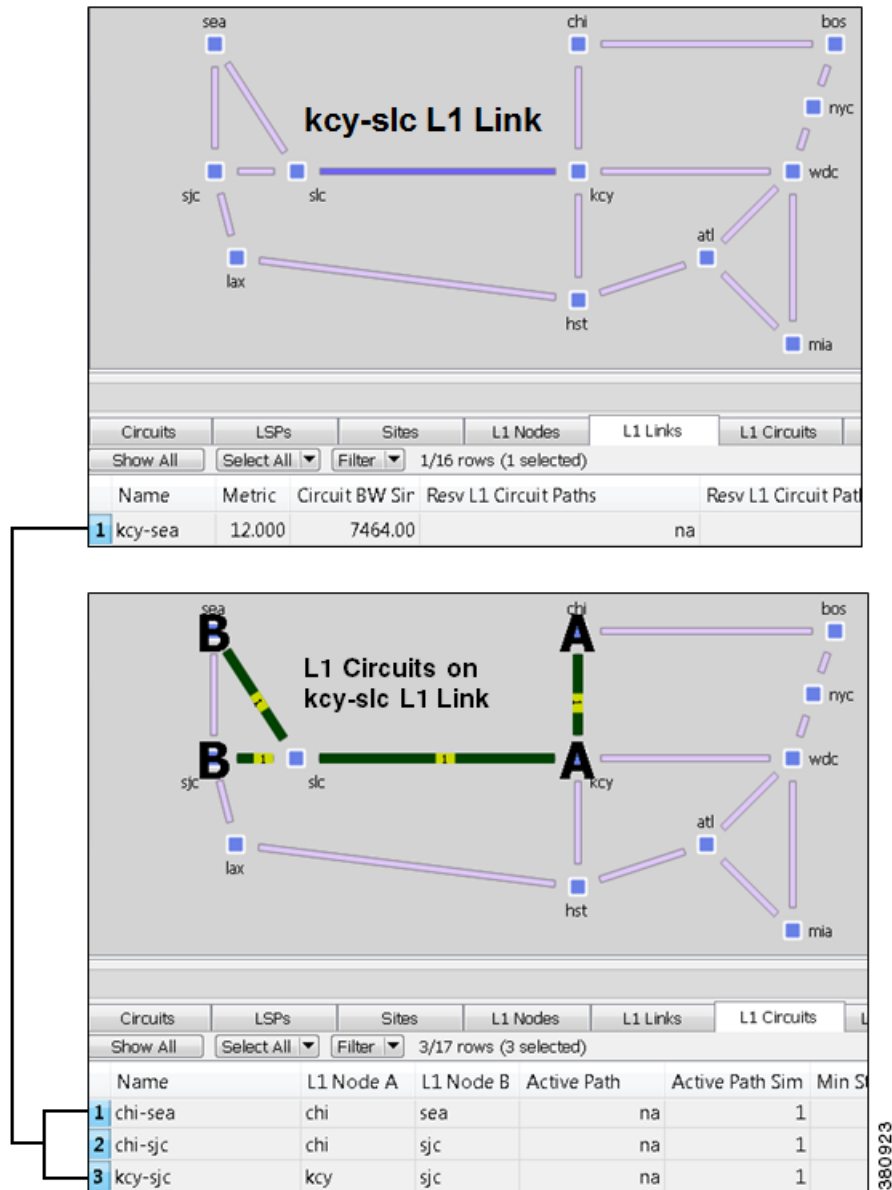 sea
chi
bos
kcy-slc L1 Link
nyc
sjc
slc
kcy
wdc
atl
lax
hst
mia
Circuits LSPs Sites L1 Nodes L1 Links L1 Circuits
Show All Select All Filter 1/16 rows (1 selected)
Name Metric Circuit BW Sir Resv L1 Circuit Paths Resv L1 Circuit Patl
1 kcy-sea 12.000 7464.00 na
sea
chi
bos
B
A
L1 Circuits on
kcy-slc L1 Link
1
1
nyc
B
1
1
A
sjc
slc
kcy
wdc
atl
lax
hst
mia
Circuits LSPs Sites L1 Nodes L1 Links L1 Circuits L
Show All Select All Filter 3/17 rows (3 selected)
Name L1 Node A L1 Node B Active Path Active Path Sim Min St
1 chi-sea chi sea na 1
2 chi-sjc chi sjc na 1
3 kcy-sjc kcy sjc na 1
380923